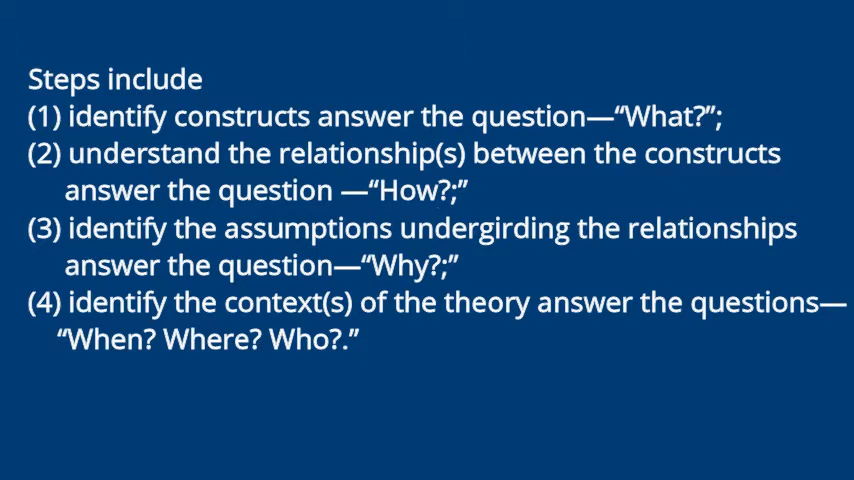 Steps include
(1) identify constructs answer the question—“What?”;
(2) understand the relationship(s) between the constructs
answer the question —“How?;”
(3) identify the assumptions undergirding the relationships
answer the question—“Why?;”
(4) identify the context(s) of the theory answer the questions—
“When? Where? Who?.”